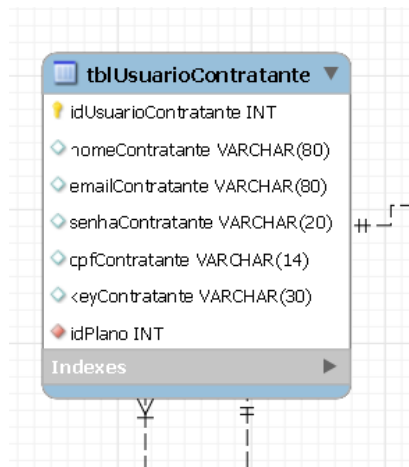 tblUsuarioContratante
idUsuarioContratante INT
nomeContratante VARCHAR(80)
emailContratante VARCHAR(80)
senhaContratante VARCHAR(20)
cpfContratante VARCHAR(14)
keyContratante VARCHAR(30)
idPlano INT
Indexes